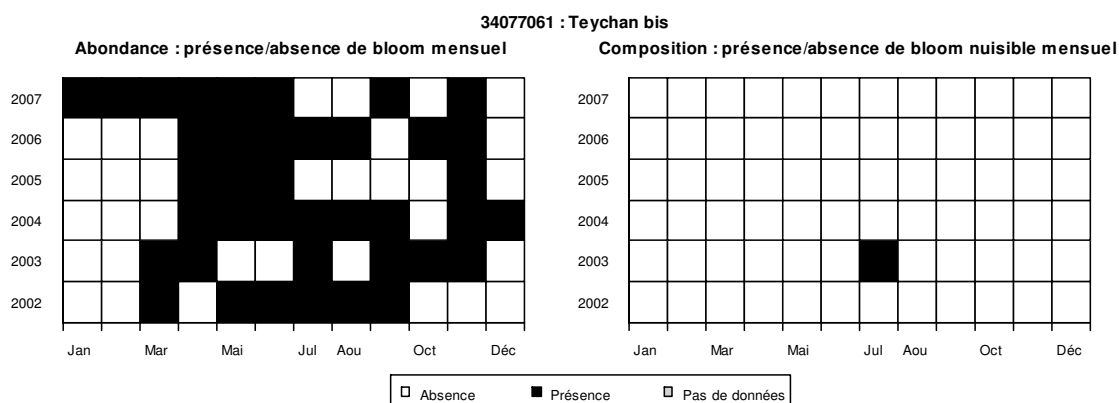 34077061 : Teychan bis
Abondance : présence/absence de bloom mensuel
2007
2006
2005
2004
2003
2002
Jan Mar Mai Jul Aou Oct Déc
Composition : présence/absence de bloom nuisible mensuel
2007
2006
2005
2004
2003
2002
Jan Mar Mai Jul Aou Oct Déc
Absence Présence Pas de données